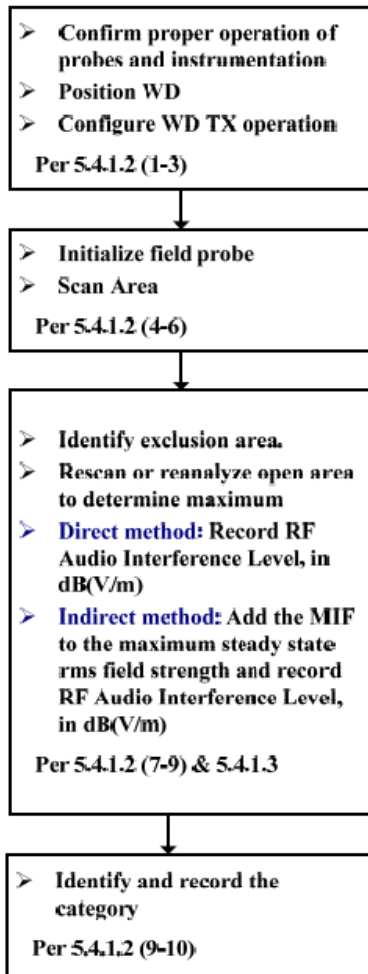 ➢ Confirm proper operation of
probes and instrumentation
➢ Position WD
➢ Configure WD TX operation
Per 5.4.1.2 (1-3)
➢ Initialize field probe
➢ Scan Area
Per 5.4.1.2 (4-6)
➢ Identify exclusion area.
➢ Rescan or reanalyze open area
to determine maximum
➢ Direct method: Record RF
Audio Interference Level, in
dB(V/m)
➢ Indirect method: Add the MIF
to the maximum steady state
rms field strength and record
RF Audio Interference Level,
in dB(V/m)
Per 5.4.1.2 (7-9) & 5.4.1.3
➢ Identify and record the
category
Per 5.4.1.2 (9-10)